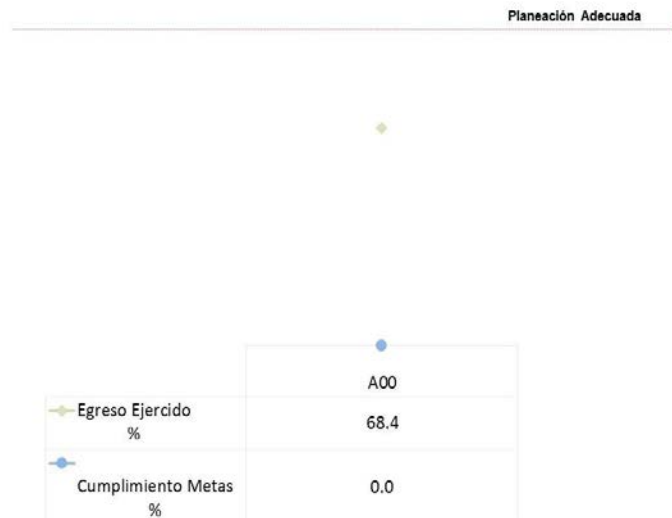 Planeación Adecuada
A00
Egreso Ejercido
%
68.4
Cumplimiento Metas
%
0.0